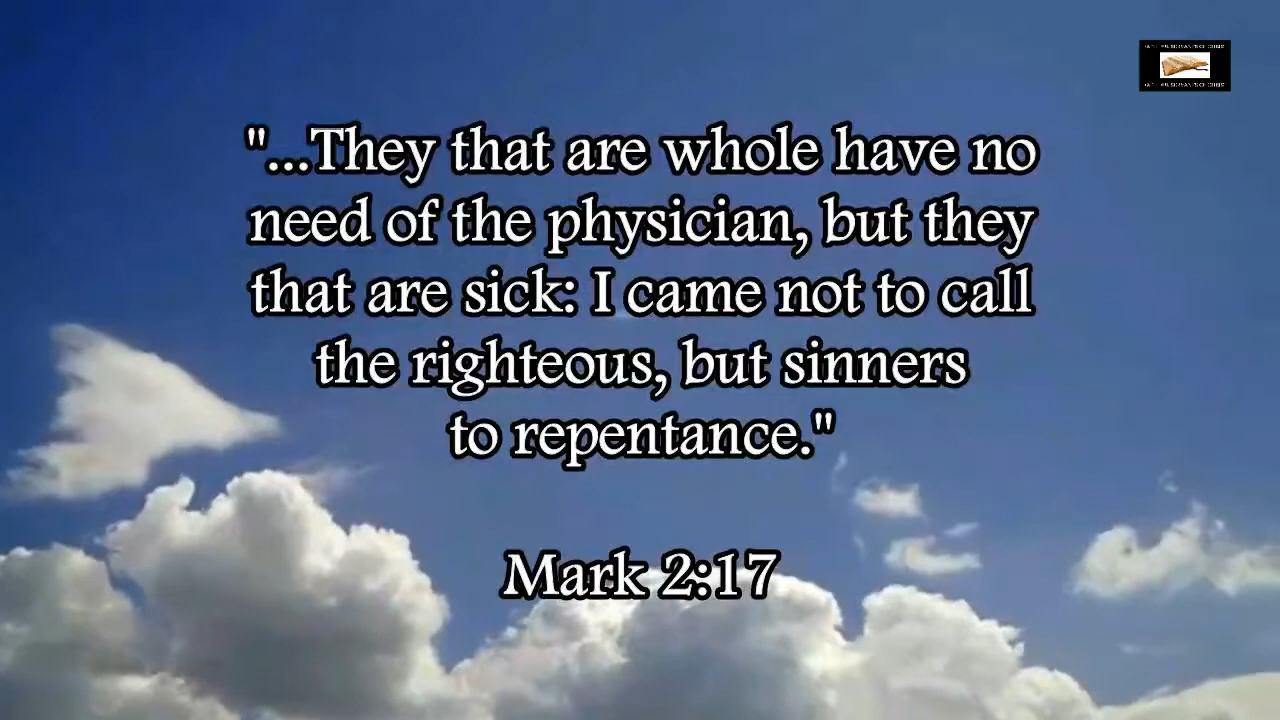 "...They that are whole have no
need of the physician, but they
that are sick: I came not to call
the righteous, but sinners
to repentance."
Mark 2:17